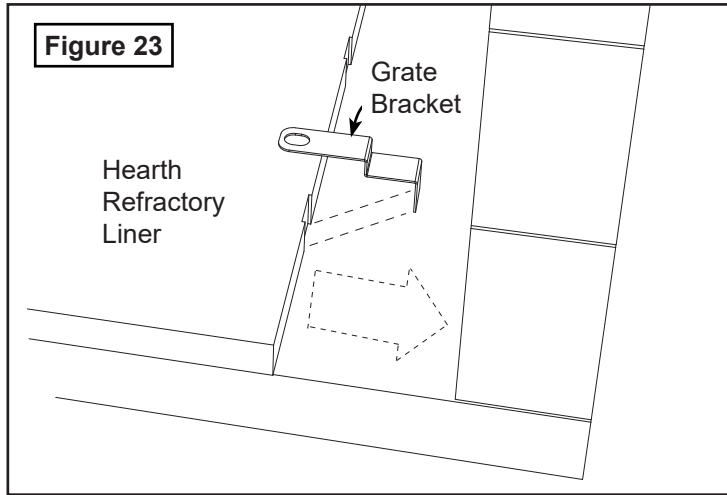 Figure 23
Grate
Bracket
Hearth
Refractory
Liner